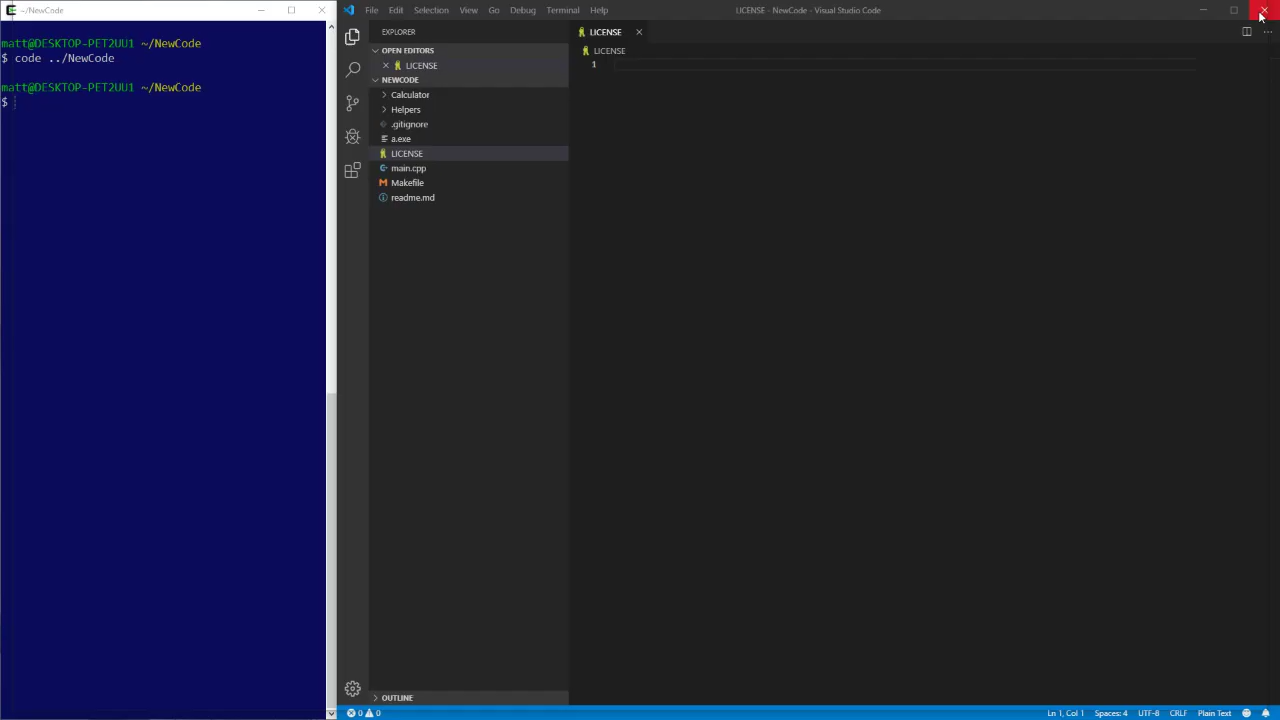 ~/NewCode
matt@DESKTOP-PET2UU1 ~/NewCode
$ code ../NewCode
matt@DESKTOP-PET2UU1 ~/NewCode
$
File Edit Selection View Go Debug Terminal Help
LICENSE - NewCode - Visual Studio Code
EXPLORER
OPEN EDITORS
LICENSE
NEWCODE
Calculator
Helpers
.gitignore
a.exe
LICENSE
main.cpp
Makefile
readme.md
OUTLINE
LICENSE
LICENSE
1
0 0
Ln 1, Col 1 Spaces: 4 UTF-8 CRLF Plain Text